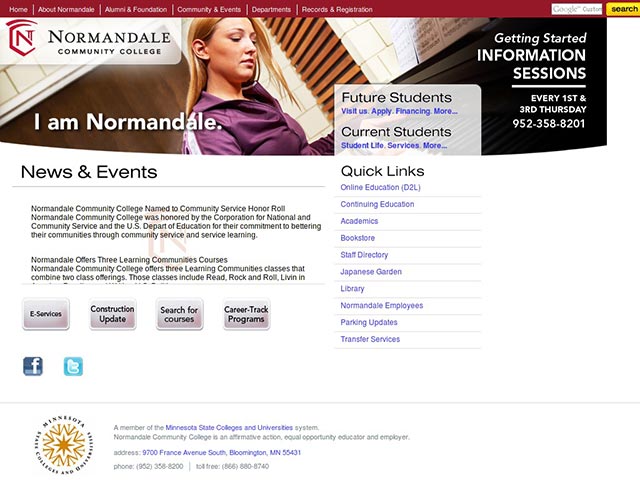 Home
About Normandale
Alumni & Foundation
Community & Events
Departments
Records & Registration
Google™ Custom
search
NORMANDALE
COMMUNITY COLLEGE
Getting Started
INFORMATION
SESSIONS
EVERY 1ST &
3RD THURSDAY
952-358-8201
I am Normandale.
Future Students
Visit us. Apply. Financing. More...
Current Students
Student Life. Services. More...
News & Events
Normandale Community College Named to Community Service Honor Roll
Normandale Community College was honored by the Corporation for National and
Community Service and the U.S. Depart of Education for their commitment to bettering
their communities through community service and service learning.
Normandale Offers Three Learning Communities Courses
Normandale Community College offers three Learning Communities classes that
combine two class offerings. Those classes include Read, Rock and Roll, Livin in
E-Services
Construction
Update
Search for
courses
Career-Track
Programs
Quick Links
Online Education (D2L)
Continuing Education
Academics
Bookstore
Staff Directory
Japanese Garden
Library
Normandale Employees
Parking Updates
Transfer Services
MINNESOTA
STATE COLLEGES AND UNIVERSITIES
A member of the Minnesota State Colleges and Universities system.
Normandale Community College is an affirmative action, equal opportunity educator and employer.
address: 9700 France Avenue South, Bloomington, MN 55431
phone: (952) 358-8200
toll free: (866) 880-8740